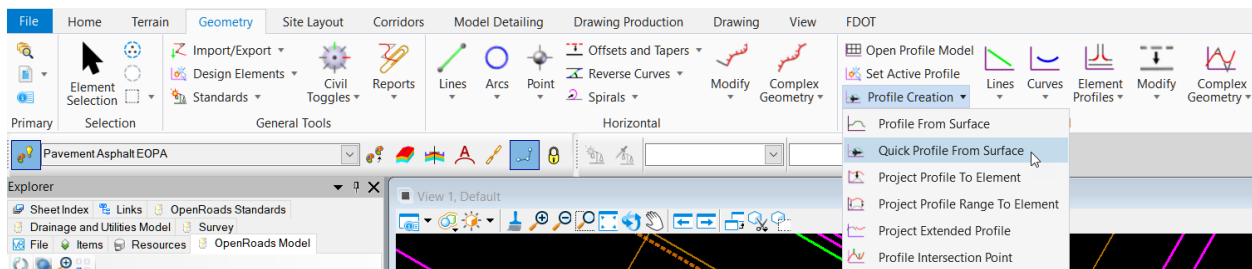 File Home Terrain Geometry Site Layout Corridors Model Detailing Drawing Production Drawing View FDOT
Import/Export
Design Elements
Standards
Element
Selection
Civil
Toggles
Reports
Lines
Arcs
Point
Offsets and Tapers
Reverse Curves
Spirals
Modify
Complex
Geometry
Open Profile Model
Set Active Profile
Profile Creation
Lines
Curves
Element
Profiles
Modify
Complex
Geometry
Primary Selection General Tools Horizontal
Profile From Surface
Quick Profile From Surface
Project Profile To Element
Project Profile Range To Element
Project Extended Profile
Profile Intersection Point
Pavement Asphalt EOPA
Explorer
Sheet Index Links OpenRoads Standards
Drainage and Utilities Model Survey
File Items Resources OpenRoads Model
View 1, Default